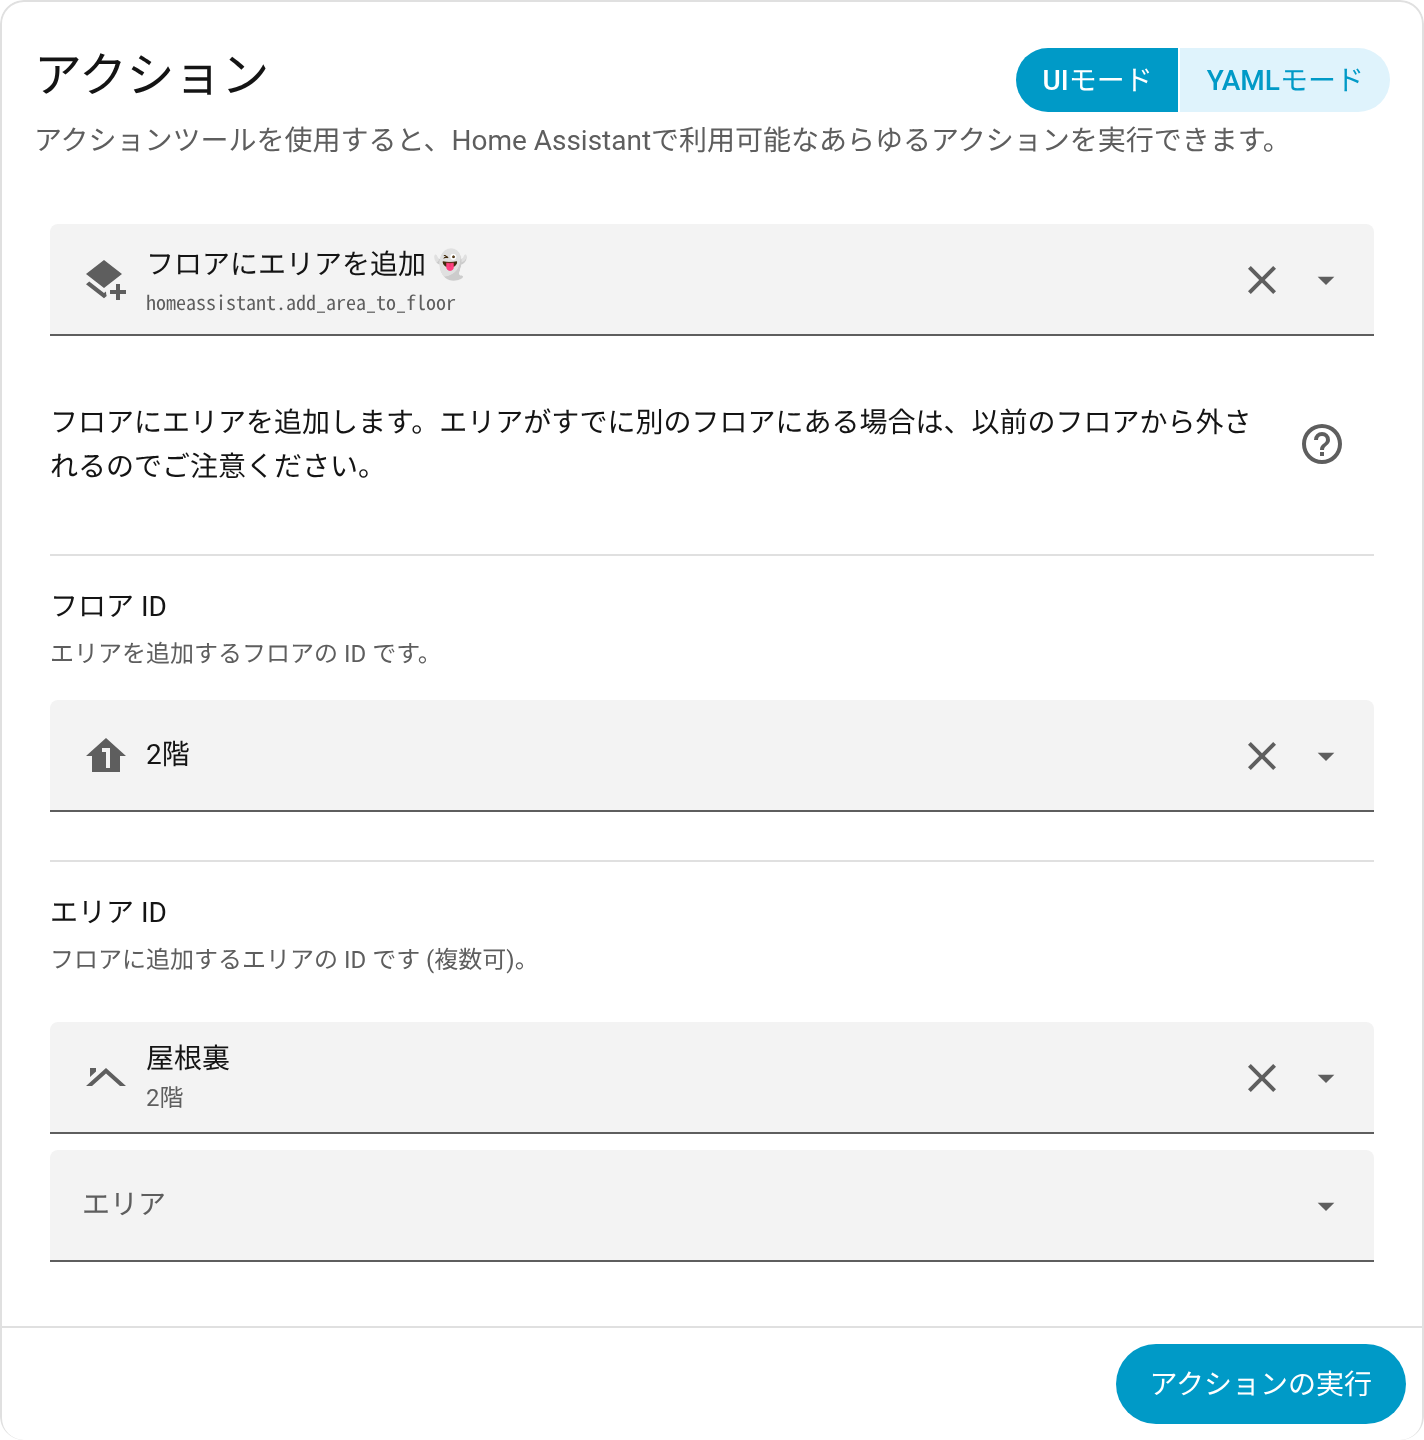 アクション
UIモード
YAMLモード
アクションツールを使用すると、Home Assistantで利用可能なあらゆるアクションを実行できます。
フロアにエリアを追加 👻
homeassistant.add_area_to_floor
フロアにエリアを追加します。エリアがすでに別のフロアにある場合は、以前のフロアから外さ
れるのでご注意ください。
フロア ID
エリアを追加するフロアの ID です。
2階
エリア ID
フロアに追加するエリアの ID です (複数可)。
屋根裏
2階
エリア
アクションの実行